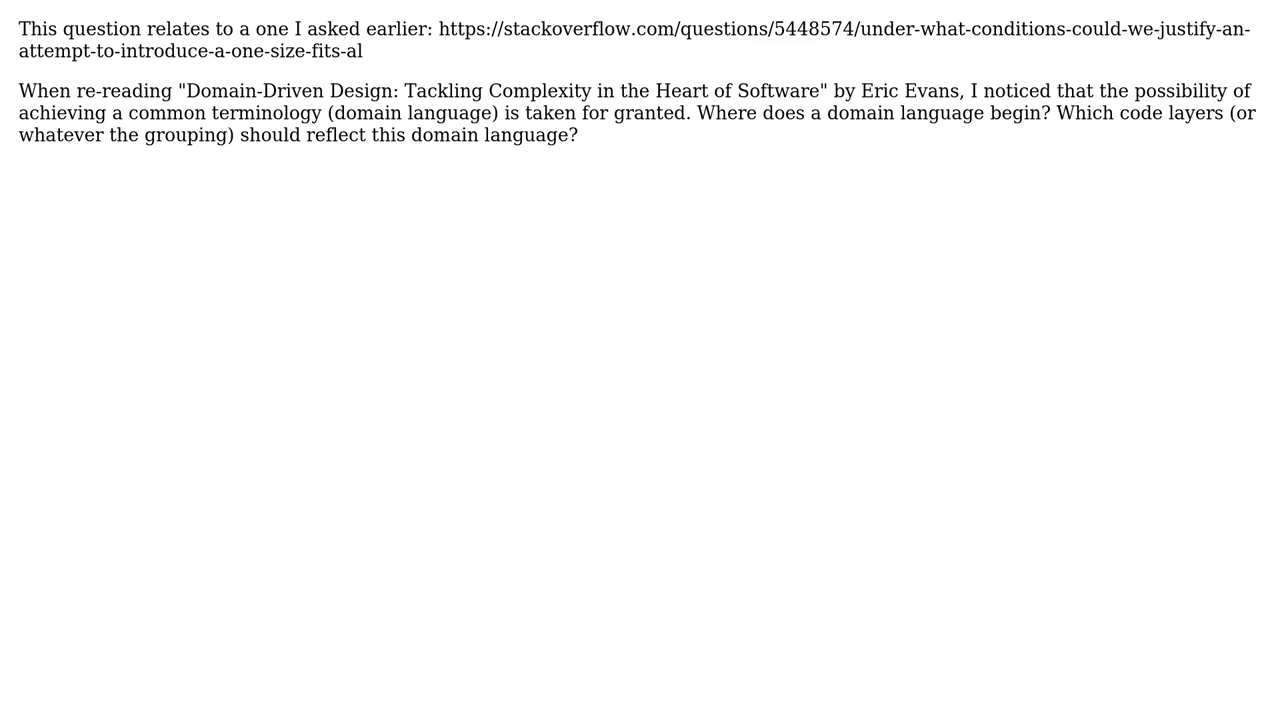 This question relates to a one I asked earlier: https://stackoverflow.com/questions/5448574/under-what-conditions-could-we-justify-an-
attempt-to-introduce-a-one-size-fits-al
When re-reading "Domain-Driven Design: Tackling Complexity in the Heart of Software" by Eric Evans, I noticed that the possibility of
achieving a common terminology (domain language) is taken for granted. Where does a domain language begin? Which code layers (or
whatever the grouping) should reflect this domain language?